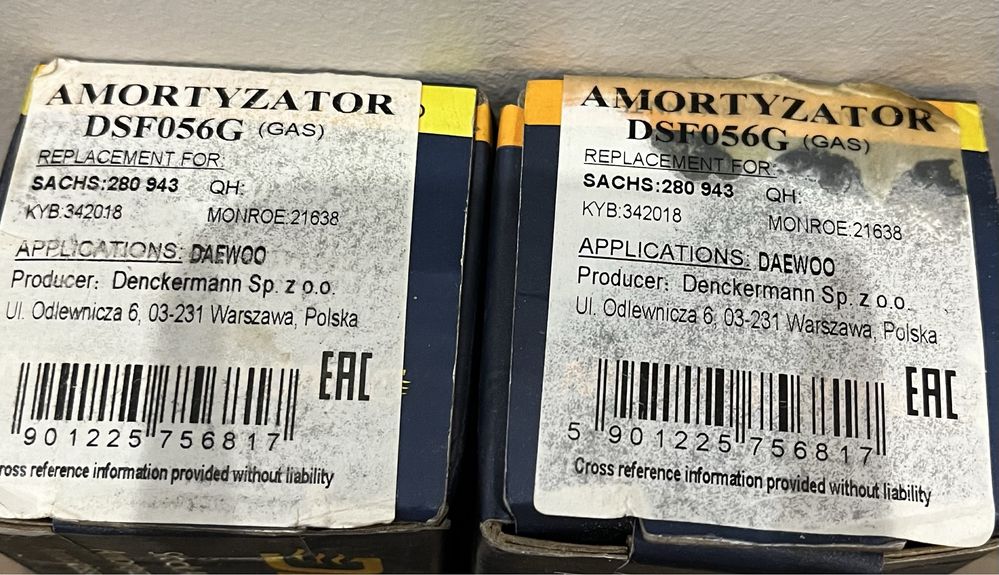 AMORTYZATOR
DSF056G (GAS)
REPLACEMENT FOR:
SACHS:280 943 QH:
KYB:342018 MONROE:21638
APPLICATIONS: DAEWOO
Producer: Denckermann Sp. z o.o.
Ul. Odlewnicza 6, 03-231 Warszawa, Polska
EAC
901225 756817
ross reference information provided without liability
AMORTYZATOR
DSF056G (GAS)
REPLACEMENT FOR:
SACHS:280 943 QH:
KYB:342018 MONROE:21638
APPLICATIONS: DAEWOO
Producer: Denckermann Sp. z o.o.
Ul. Odlewnicza 6, 03-231 Warszawa, Polska
EAC
5 901225 756817
Cross reference information provided without liability